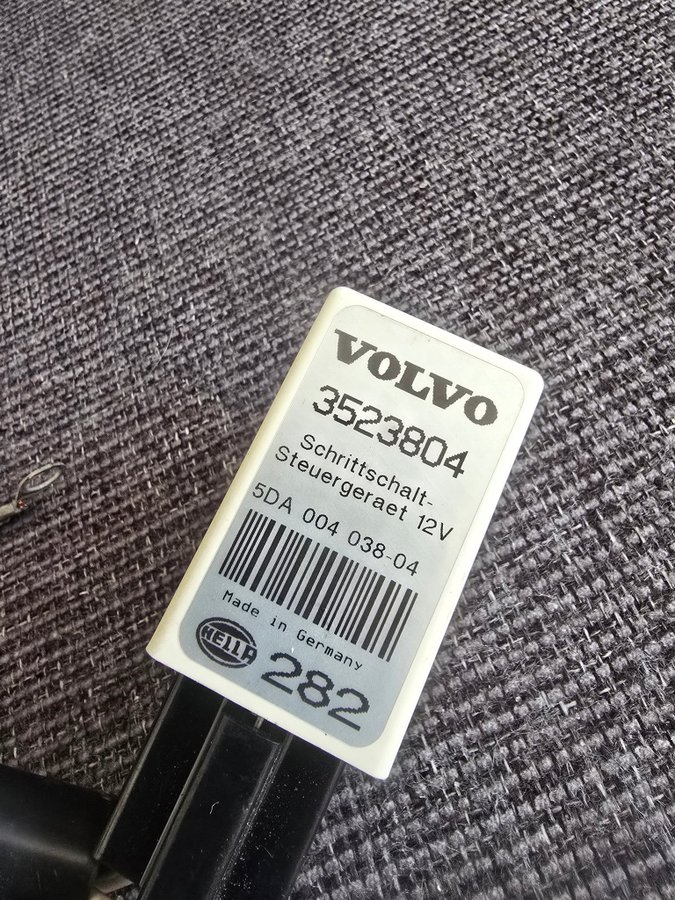 VOLVO
3523804
Schrittschalt-
Steuergeraet 12V
5DA 004 038-04
Made in Germany
HELLA
282